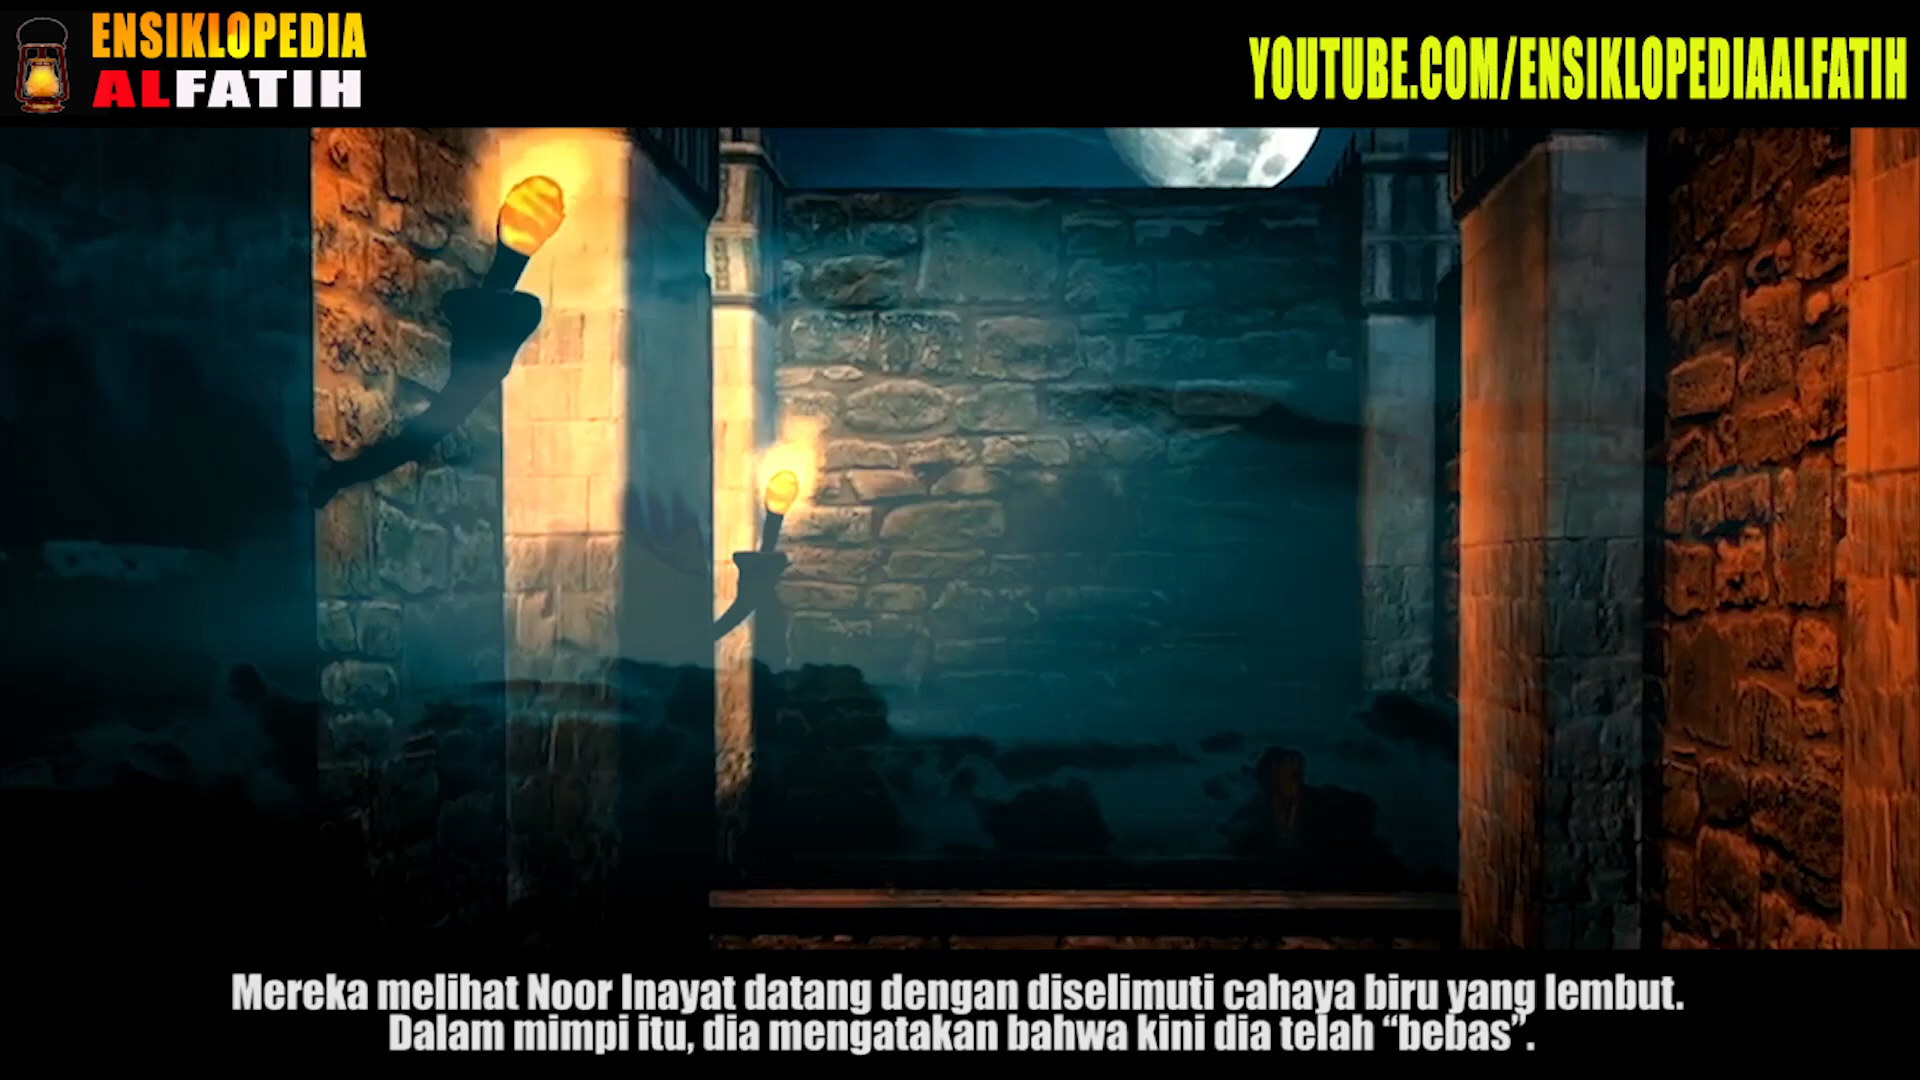 ENSIKLOPEDIA
ALFATIH
YOUTUBE.COM/ENSIKLOPEDIAALFATIH
Mereka melihat Noor Inayat datang dengan diselimuti cahaya biru yang lembut.
Dalam mimpi itu, dia mengatakan bahwa kini dia telah “bebas”.